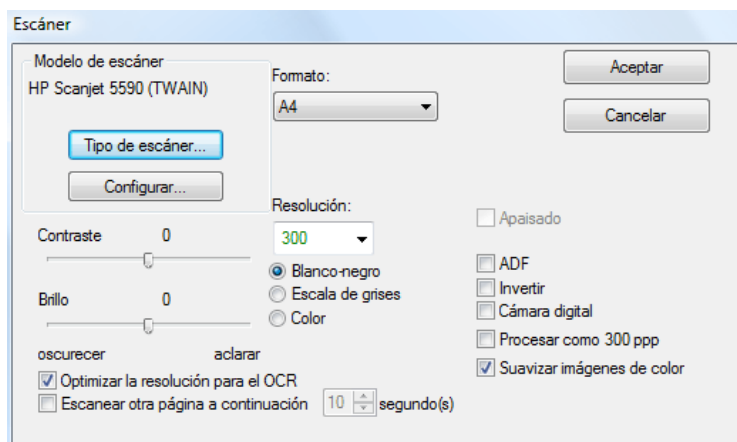 Escáner
Modelo de escáner
HP Scanjet 5590 (TWAIN)
Tipo de escáner...
Configurar...
Formato:
A4
Aceptar
Cancelar
Resolución:
300
Blanco-negro
Escala de grises
Color
Apaisado
ADF
Invertir
Cámara digital
Procesar como 300 ppp
Suavizar imágenes de color
Contraste 0
Brillo 0
oscurecer aclarar
Optimizar la resolución para el OCR
Escanear otra página a continuación 10 segundo(s)